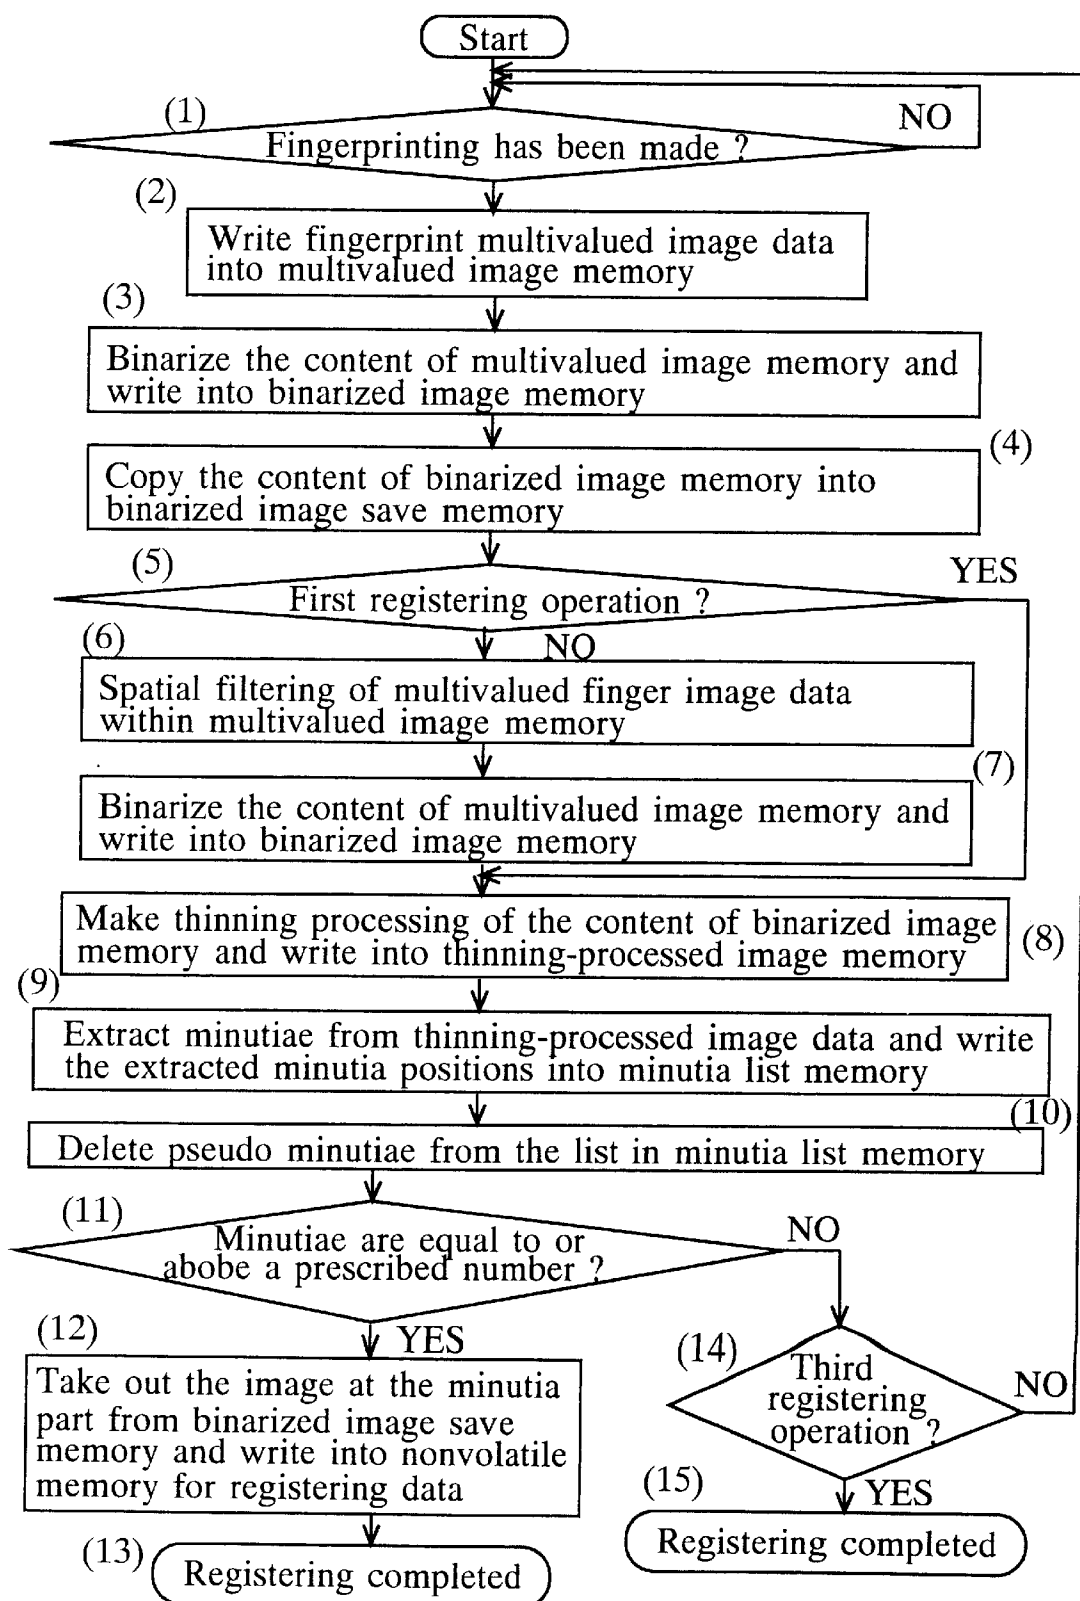 Start
(1)
NO
Fingerprinting has been made ?
(2)
Write fingerprint multivalued image data
into multivalued image memory
(3)
Binarize the content of multivalued image memory and
write into binarized image memory
(4)
Copy the content of binarized image memory into
binarized image save memory
(5)
YES
First registering operation ?
(6)
NO
Spatial filtering of multivalued finger image data
within multivalued image memory
(7)
Binarize the content of multivalued image memory and
write into binarized image memory
Make thinning processing of the content of binarized image
memory and write into thinning-processed image memory
(8)
(9)
Extract minutiae from thinning-processed image data and write
the extracted minutia positions into minutia list memory
(10)
Delete pseudo minutiae from the list in minutia list memory
(11)
Minutiae are equal to or
abobe a prescribed number ?
NO
(12)
YES
Take out the image at the minutia
part from binarized image save
memory and write into nonvolatile
memory for registering data
(14)
Third
registering
operation ?
NO
(15)
YES
Registering completed
(13)
Registering completed